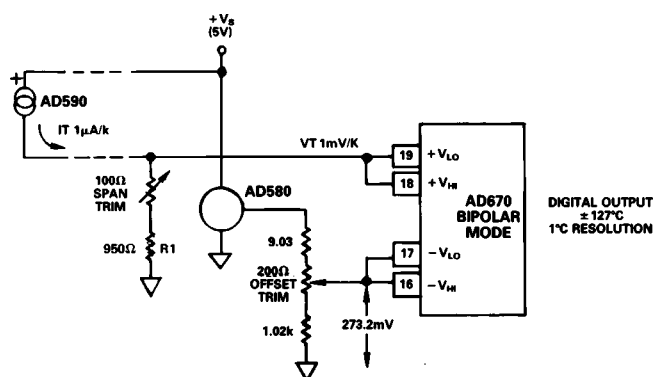 + VS
(5V)
+
AD590
IT 1μA/k
VT 1mV/K
100Ω
SPAN
TRIM
950Ω R1
AD580
9.03
200Ω
OFFSET
TRIM
1.02k
273.2mV
19 + VLO
18 + VHI
AD670
BIPOLAR
MODE
17 − VLO
16 − VHI
DIGITAL OUTPUT
± 127°C
1°C RESOLUTION